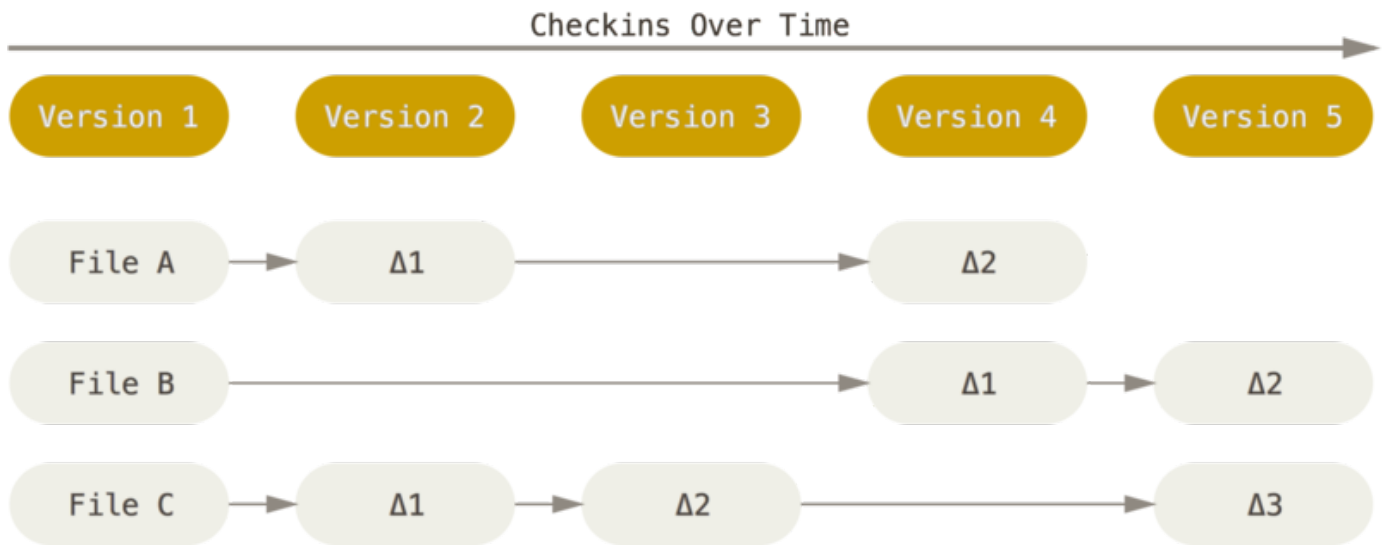 Checkins Over Time
Version 1 Version 2 Version 3 Version 4 Version 5
File A Δ1 Δ2
File B Δ1 Δ2
File C Δ1 Δ2 Δ3